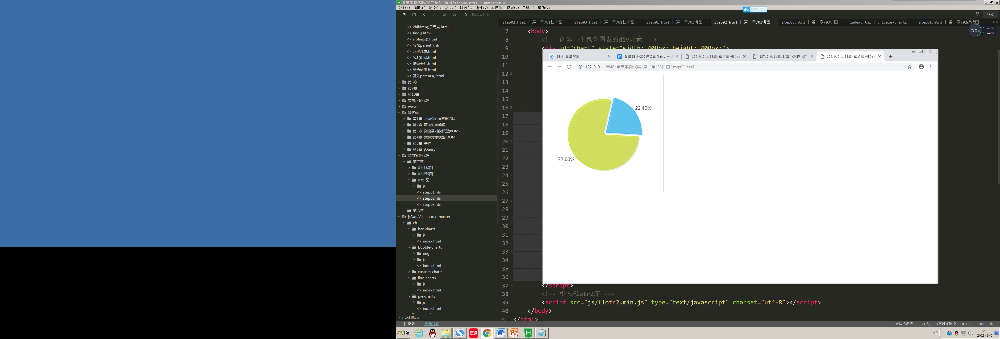 章节案例代码/第二章/03饼图/step02.html - HBuilder X
文件(F) 编辑(E) 选择(S) 查找(I) 跳转(G) 运行(R) 发行(U) 视图(V) 工具(T) 帮助(Y)
输入文件名
预览
children()子元素.html
find().html
siblings().html
父亲parent().html
水平菜单.html
我$(this).html
折叠卡片.html
组合使用.html
祖先parents().html
第8章
第9章
第10章
实操习题代码
www
源代码
第1章 JavaScript基础语法
第2章 面向对象编程
第3章 浏览器对象模型(BOM)
第4章 文档对象模型(DOM)
第5章 事件
第6章 jQuery
章节案例代码
第二章
01柱状图
02折线图
03饼图
js
step01.html
step02.html
step03.html
第六章
jsDataV.is-source-master
ch1
bar-charts
js
index.html
bubble-charts
img
js
index.html
custom-charts
line-charts
js
index.html
pie-charts
js
index.html
已关闭项目
登录 赞助我们
step02.html | 第二章/01柱状图
step03.html | 第二章/01柱状图
step01.html | 第二章/03饼图
step02.html | 第二章/03饼图
step03.html | 第二章/03饼图
index.html | ch1/pie-charts
step01.html | 第二章/02折线图
55%
0.1K/s
0.2K/s
7 <body>
8 <!-- 创建一个包含图表的div元素 -->
9 <div id="chart" style="width: 400px; height: 400px;">
10
11
12
13
14
15
16
17
18
19
20
21
22
23
24
25
26
27
28
29
30
31
32
33
34
35
36
37 </script>
38 <!-- 引入flotr2库 -->
39 <script src="js/flotr2.min.js" type="text/javascript" charset="utf-8"></script>
40 </body>
41 </html>
翻译_百度搜索
百度翻译-200种语言互译、沟通
127.0.0.1:8848/章节案例代码
127.0.0.1:8848/章节案例代码
127.0.0.1:8848/章节案例代码
127.0.0.1:8848/章节案例代码/第二章/03饼图/step02.html
22.40%
77.60%
语法提示库 21行, 351字符被选择 UTF-8 HTML
开始
有道
15:30
2021-2-5